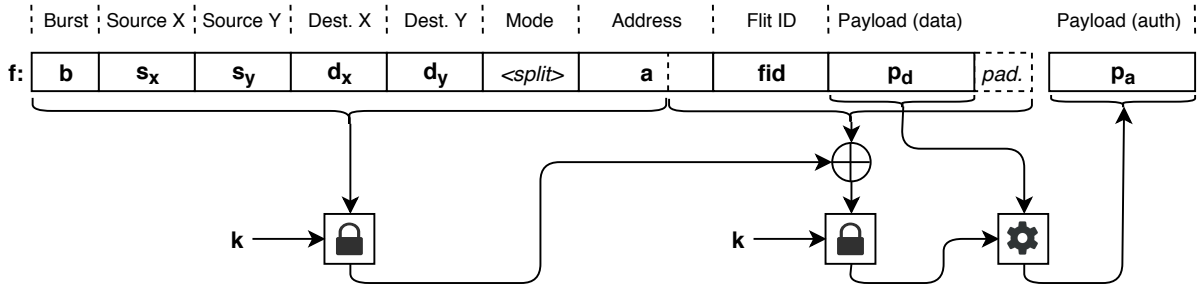 Burst Source X Source Y Dest. X Dest. Y Mode Address Flit ID Payload (data) Payload (auth)
f: b sx sy dx dy <split> a fid pd pad. pa
k k